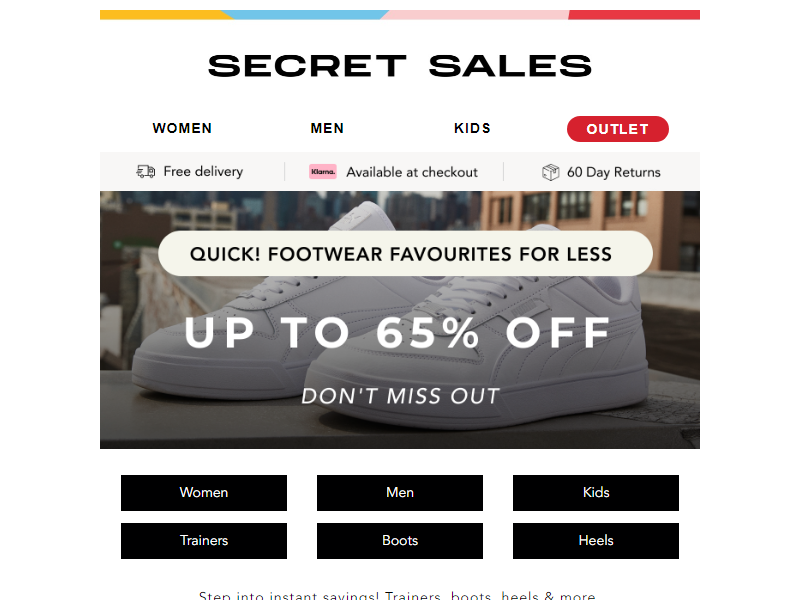 SECRET SALES
WOMEN MEN KIDS OUTLET
Free delivery Klarna. Available at checkout 60 Day Returns
QUICK! FOOTWEAR FAVOURITES FOR LESS
UP TO 65% OFF
DON'T MISS OUT
Women Men Kids
Trainers Boots Heels
Step into instant savings! Trainers, boots, heels & more